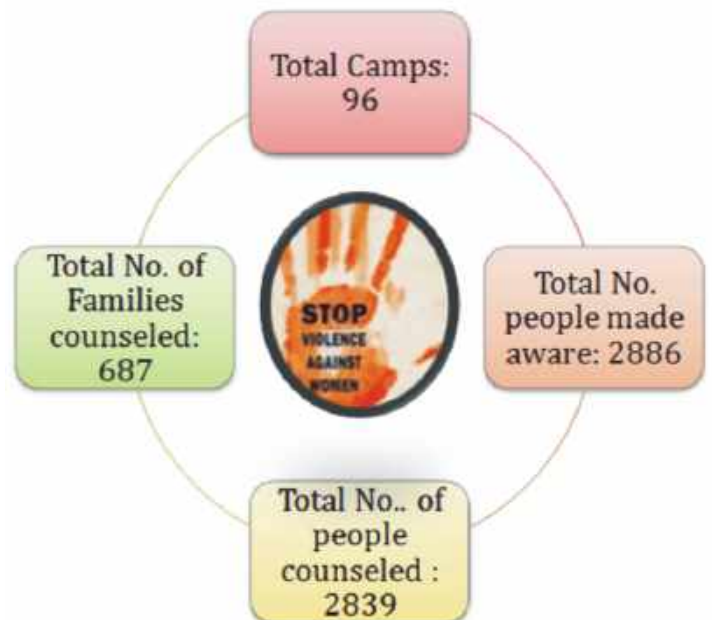 Total Camps:
96
Total No.
people made
aware: 2886
Total No.. of
people
counseled :
2839
Total No. of
Families
counseled:
687
STOP
VIOLENCE
AGAINST
WOMEN